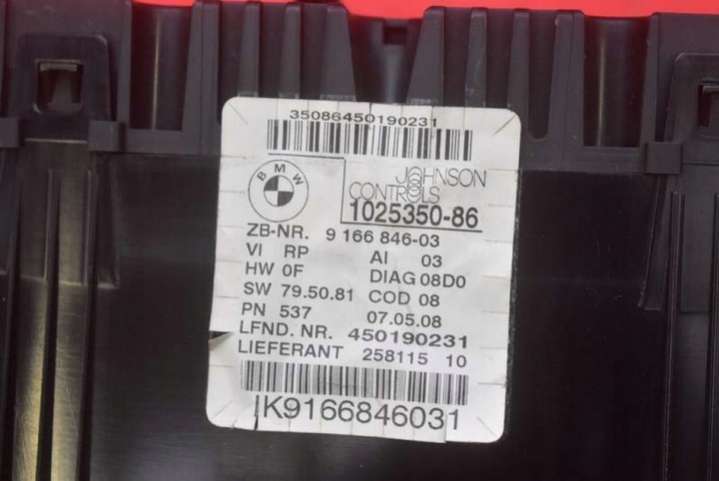 35086450190231
BMW
JOHNSON
CONTROLS
1025350-86
ZB-NR. 9 166 846-03
VI RP AI 03
HW 0F DIAG 08D0
SW 79.50.81 COD 08
PN 537 07.05.08
LFND. NR. 450190231
LIEFERANT 258115 10
IK9166846031